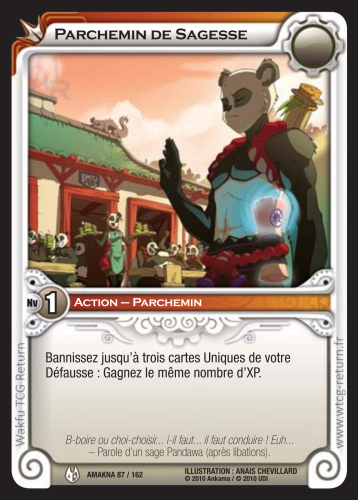 Parchemin de Sagesse
Nv 1
Action – Parchemin
Bannissez jusqu'à trois cartes Uniques de votre
Défausse : Gagnez le même nombre d'XP.
B-boire ou choi-choisir... i-il faut... il faut conduire ! Euh...
– Parole d'un sage Pandawa (après libations).
AMAKNA 87 / 162
ILLUSTRATION : ANAIS CHEVILLARD
© 2010 Ankama / © 2010 UDI
Wakfu TCG Return
www.wtcg-return.fr